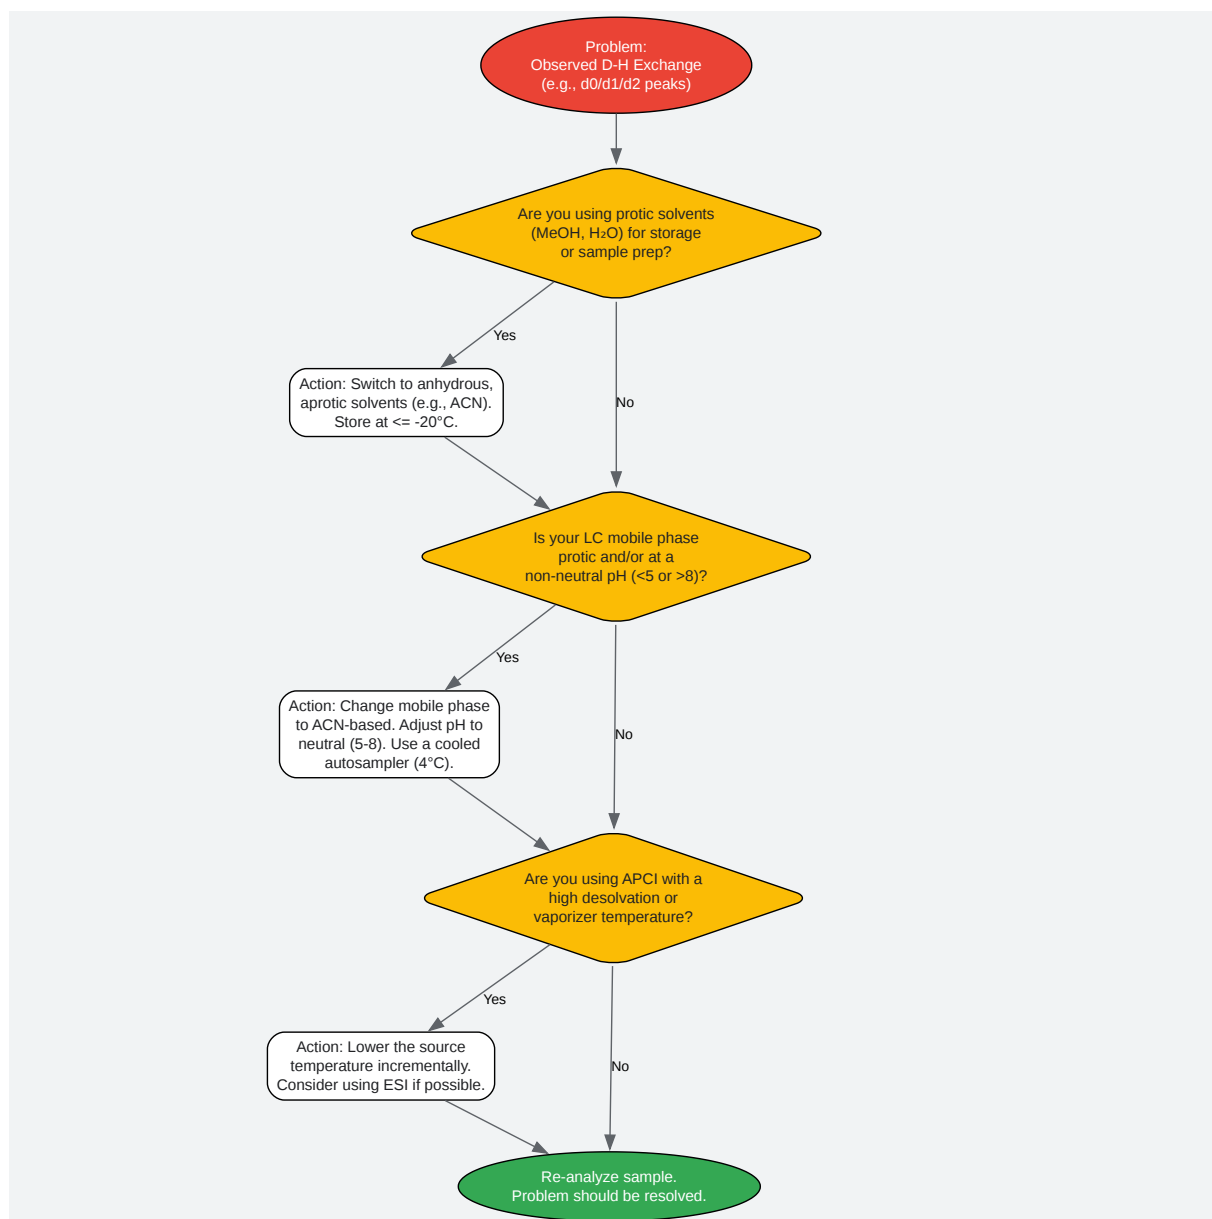 Problem:
Observed D-H Exchange
(e.g., d0/d1/d2 peaks)
Are you using protic solvents
(MeOH, H₂O) for storage
or sample prep?
Yes
Action: Switch to anhydrous,
aprotic solvents (e.g., ACN).
Store at <= -20°C.
No
Is your LC mobile phase
protic and/or at a
non-neutral pH (<5 or >8)?
Yes
Action: Change mobile phase
to ACN-based. Adjust pH to
neutral (5-8). Use a cooled
autosampler (4°C).
No
Are you using APCI with a
high desolvation or
vaporizer temperature?
Yes
Action: Lower the source
temperature incrementally.
Consider using ESI if possible.
No
Re-analyze sample.
Problem should be resolved.